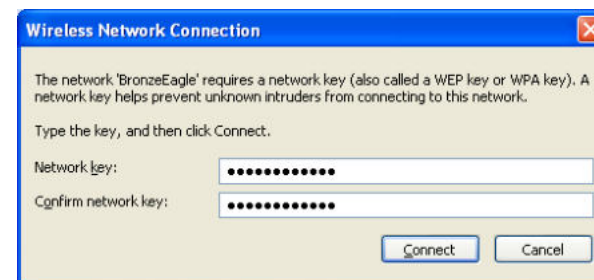 Wireless Network Connection
The network 'BronzeEagle' requires a network key (also called a WEP key or WPA key). A
network key helps prevent unknown intruders from connecting to this network.
Type the key, and then click Connect.
Network key: ••••••••••••
Confirm network key: ••••••••••••
Connect Cancel